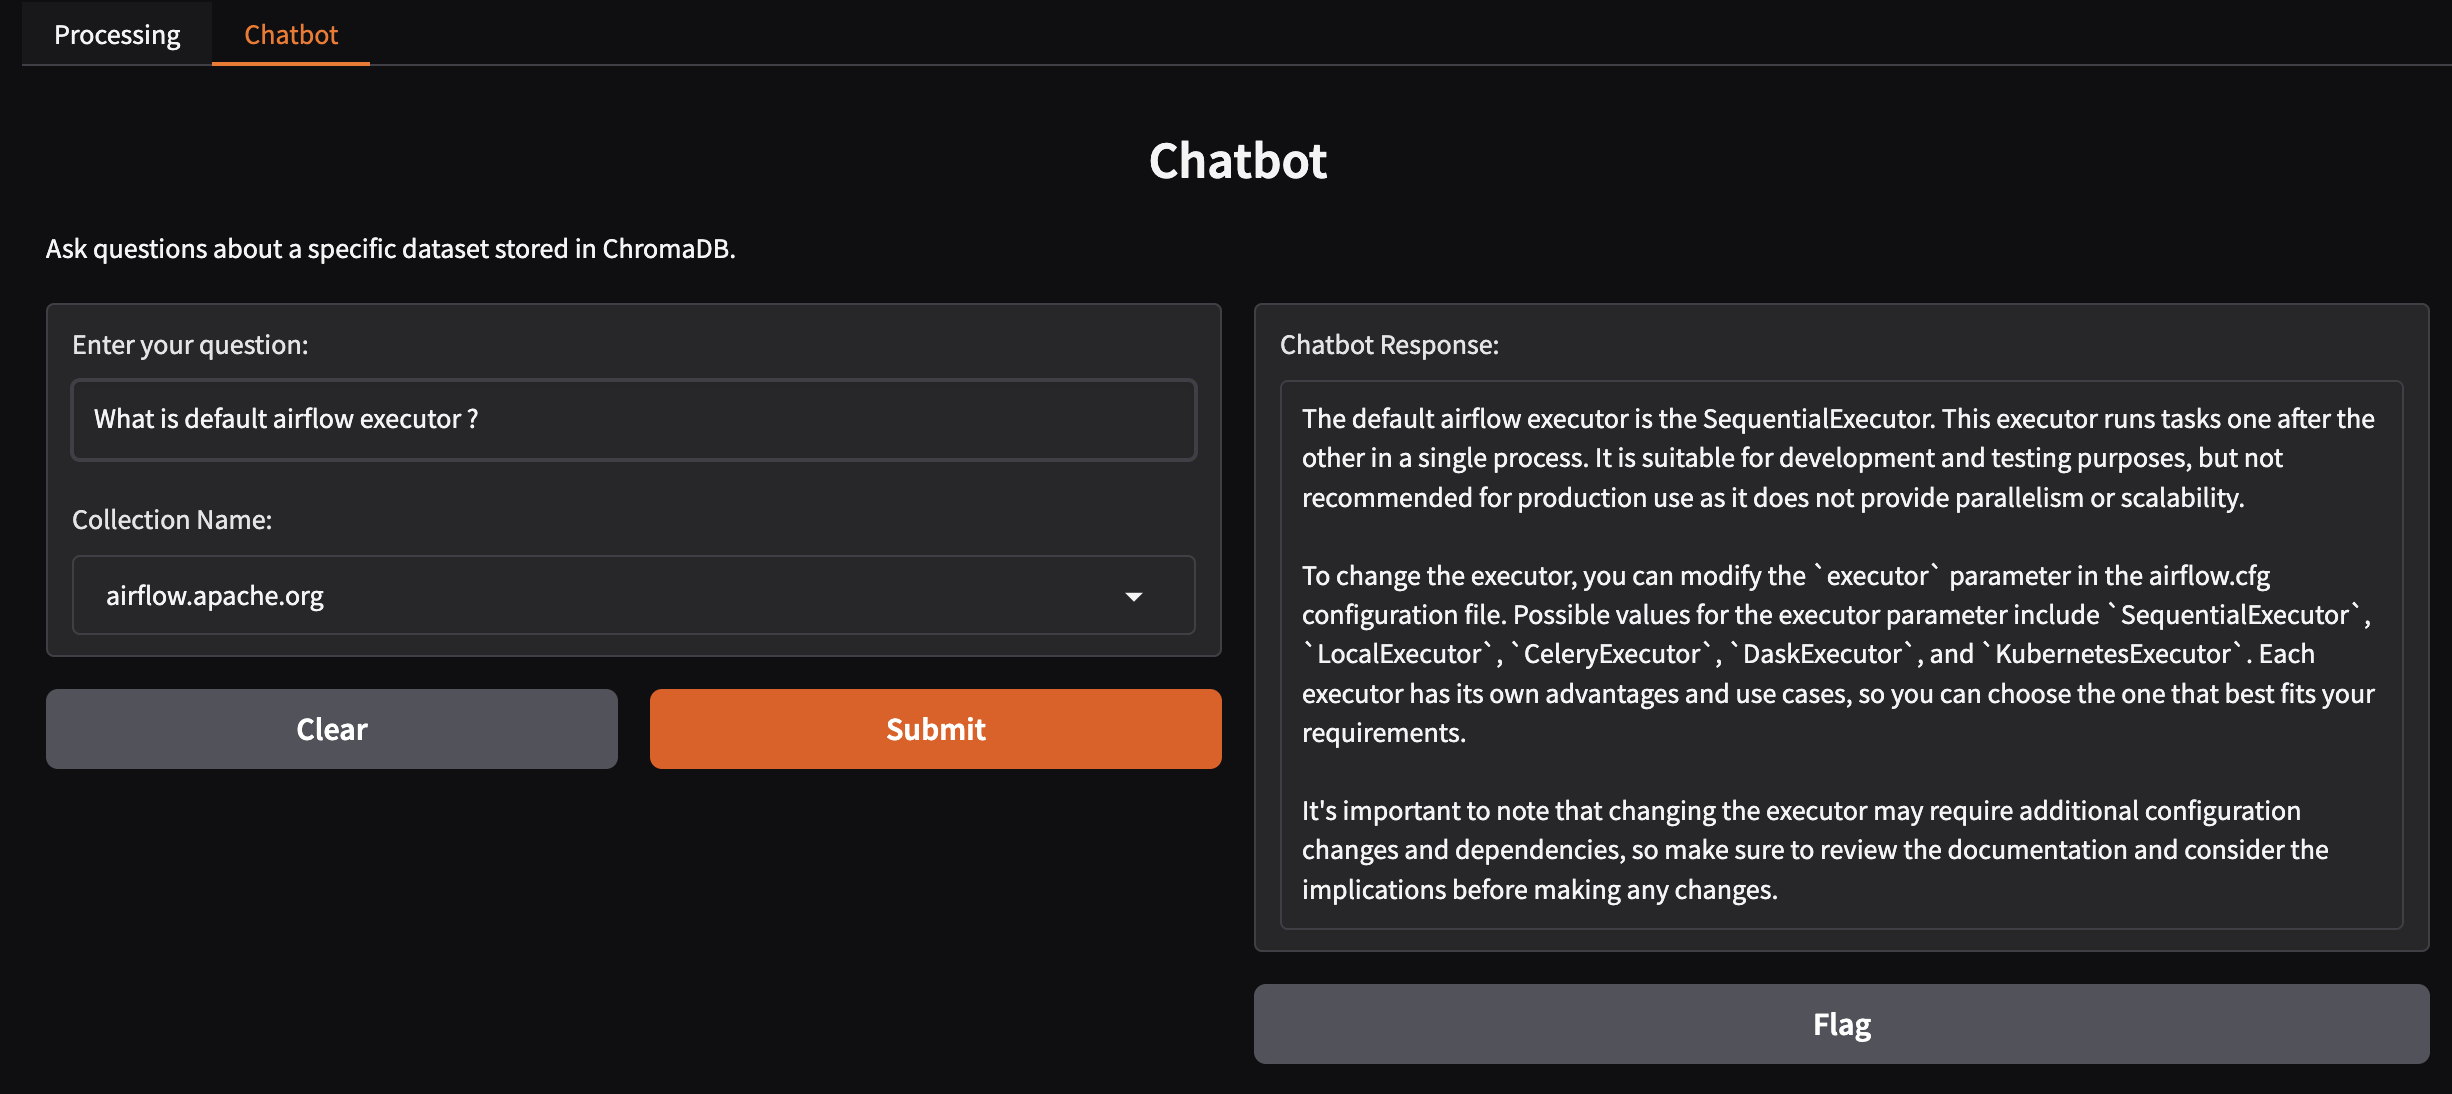 Processing
Chatbot
Chatbot
Ask questions about a specific dataset stored in ChromaDB.
Enter your question:
What is default airflow executor ?
Collection Name:
airflow.apache.org
Clear
Submit
Chatbot Response:
The default airflow executor is the SequentialExecutor. This executor runs tasks one after the
other in a single process. It is suitable for development and testing purposes, but not
recommended for production use as it does not provide parallelism or scalability.
To change the executor, you can modify the `executor` parameter in the airflow.cfg
configuration file. Possible values for the executor parameter include `SequentialExecutor`,
`LocalExecutor`, `CeleryExecutor`, `DaskExecutor`, and `KubernetesExecutor`. Each
executor has its own advantages and use cases, so you can choose the one that best fits your
requirements.
It's important to note that changing the executor may require additional configuration
changes and dependencies, so make sure to review the documentation and consider the
implications before making any changes.
Flag